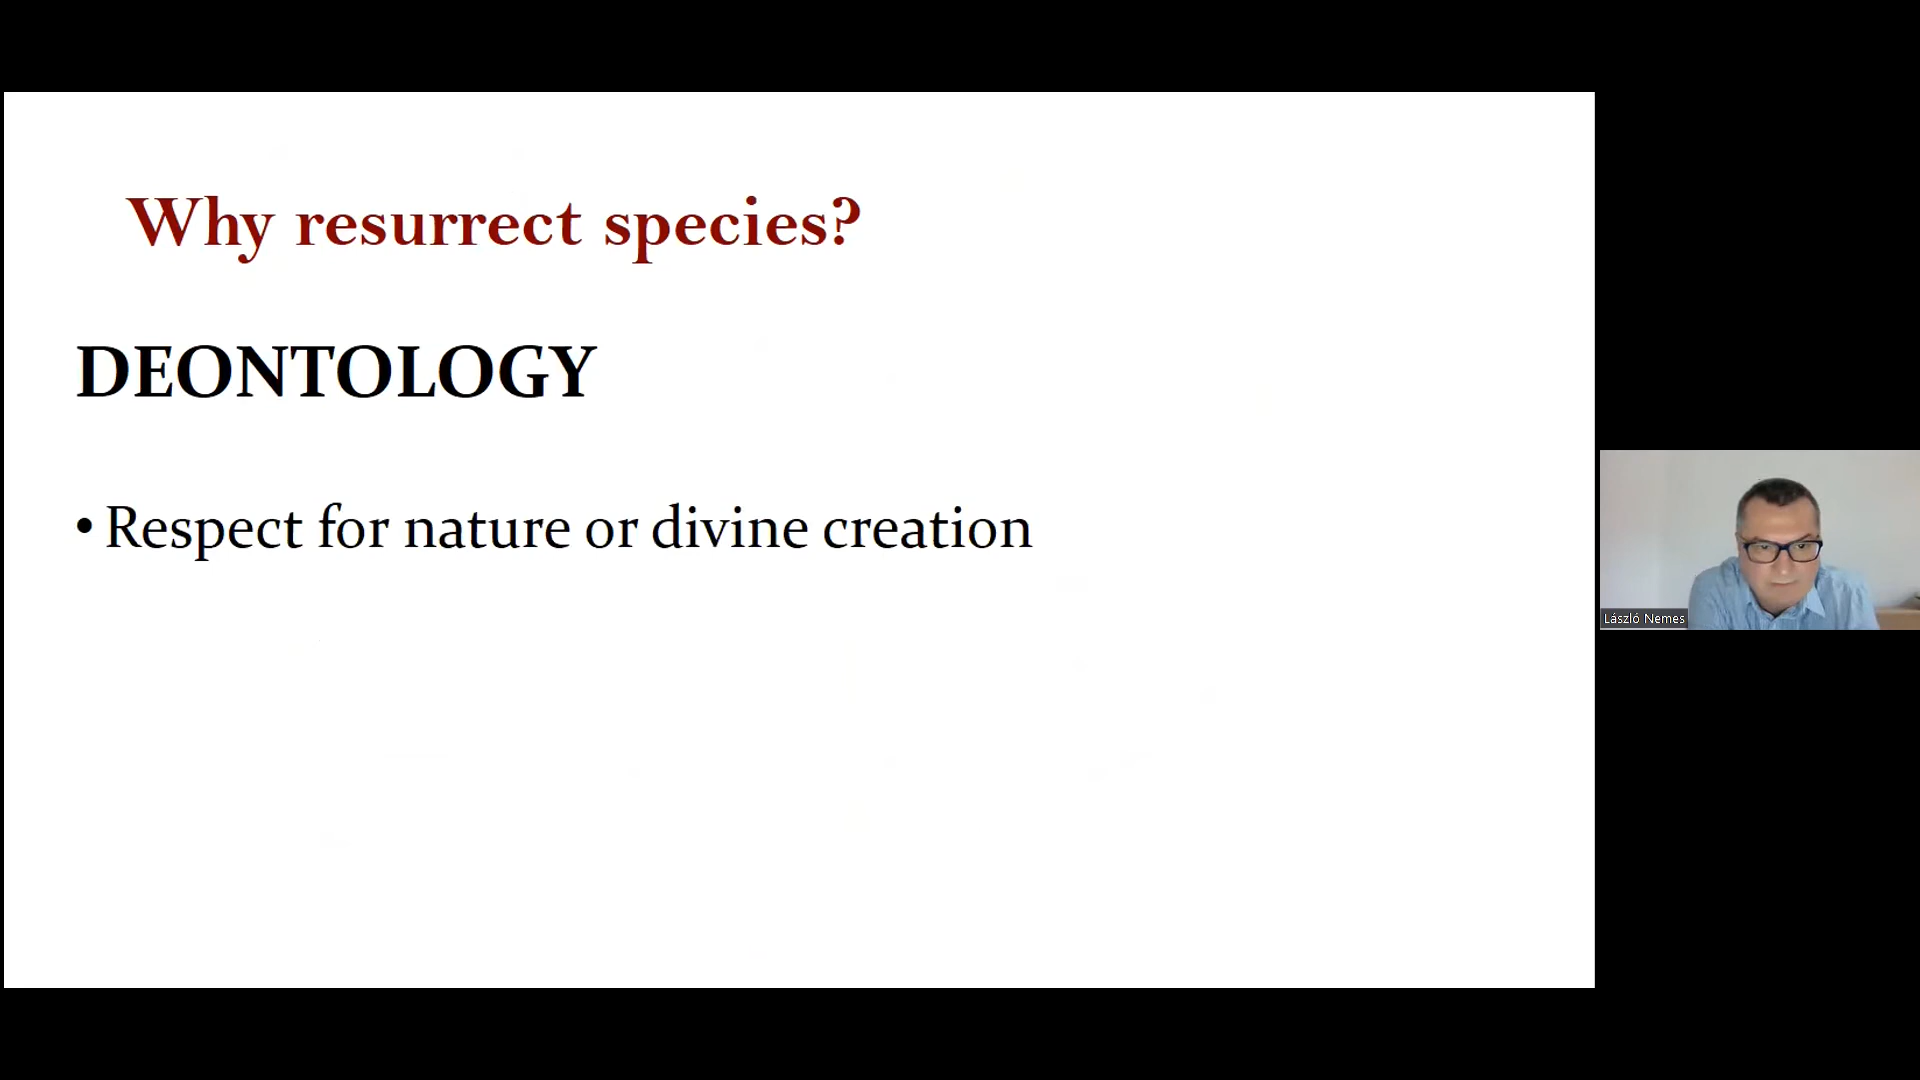 Why resurrect species?
DEONTOLOGY
• Respect for nature or divine creation
László Nemes